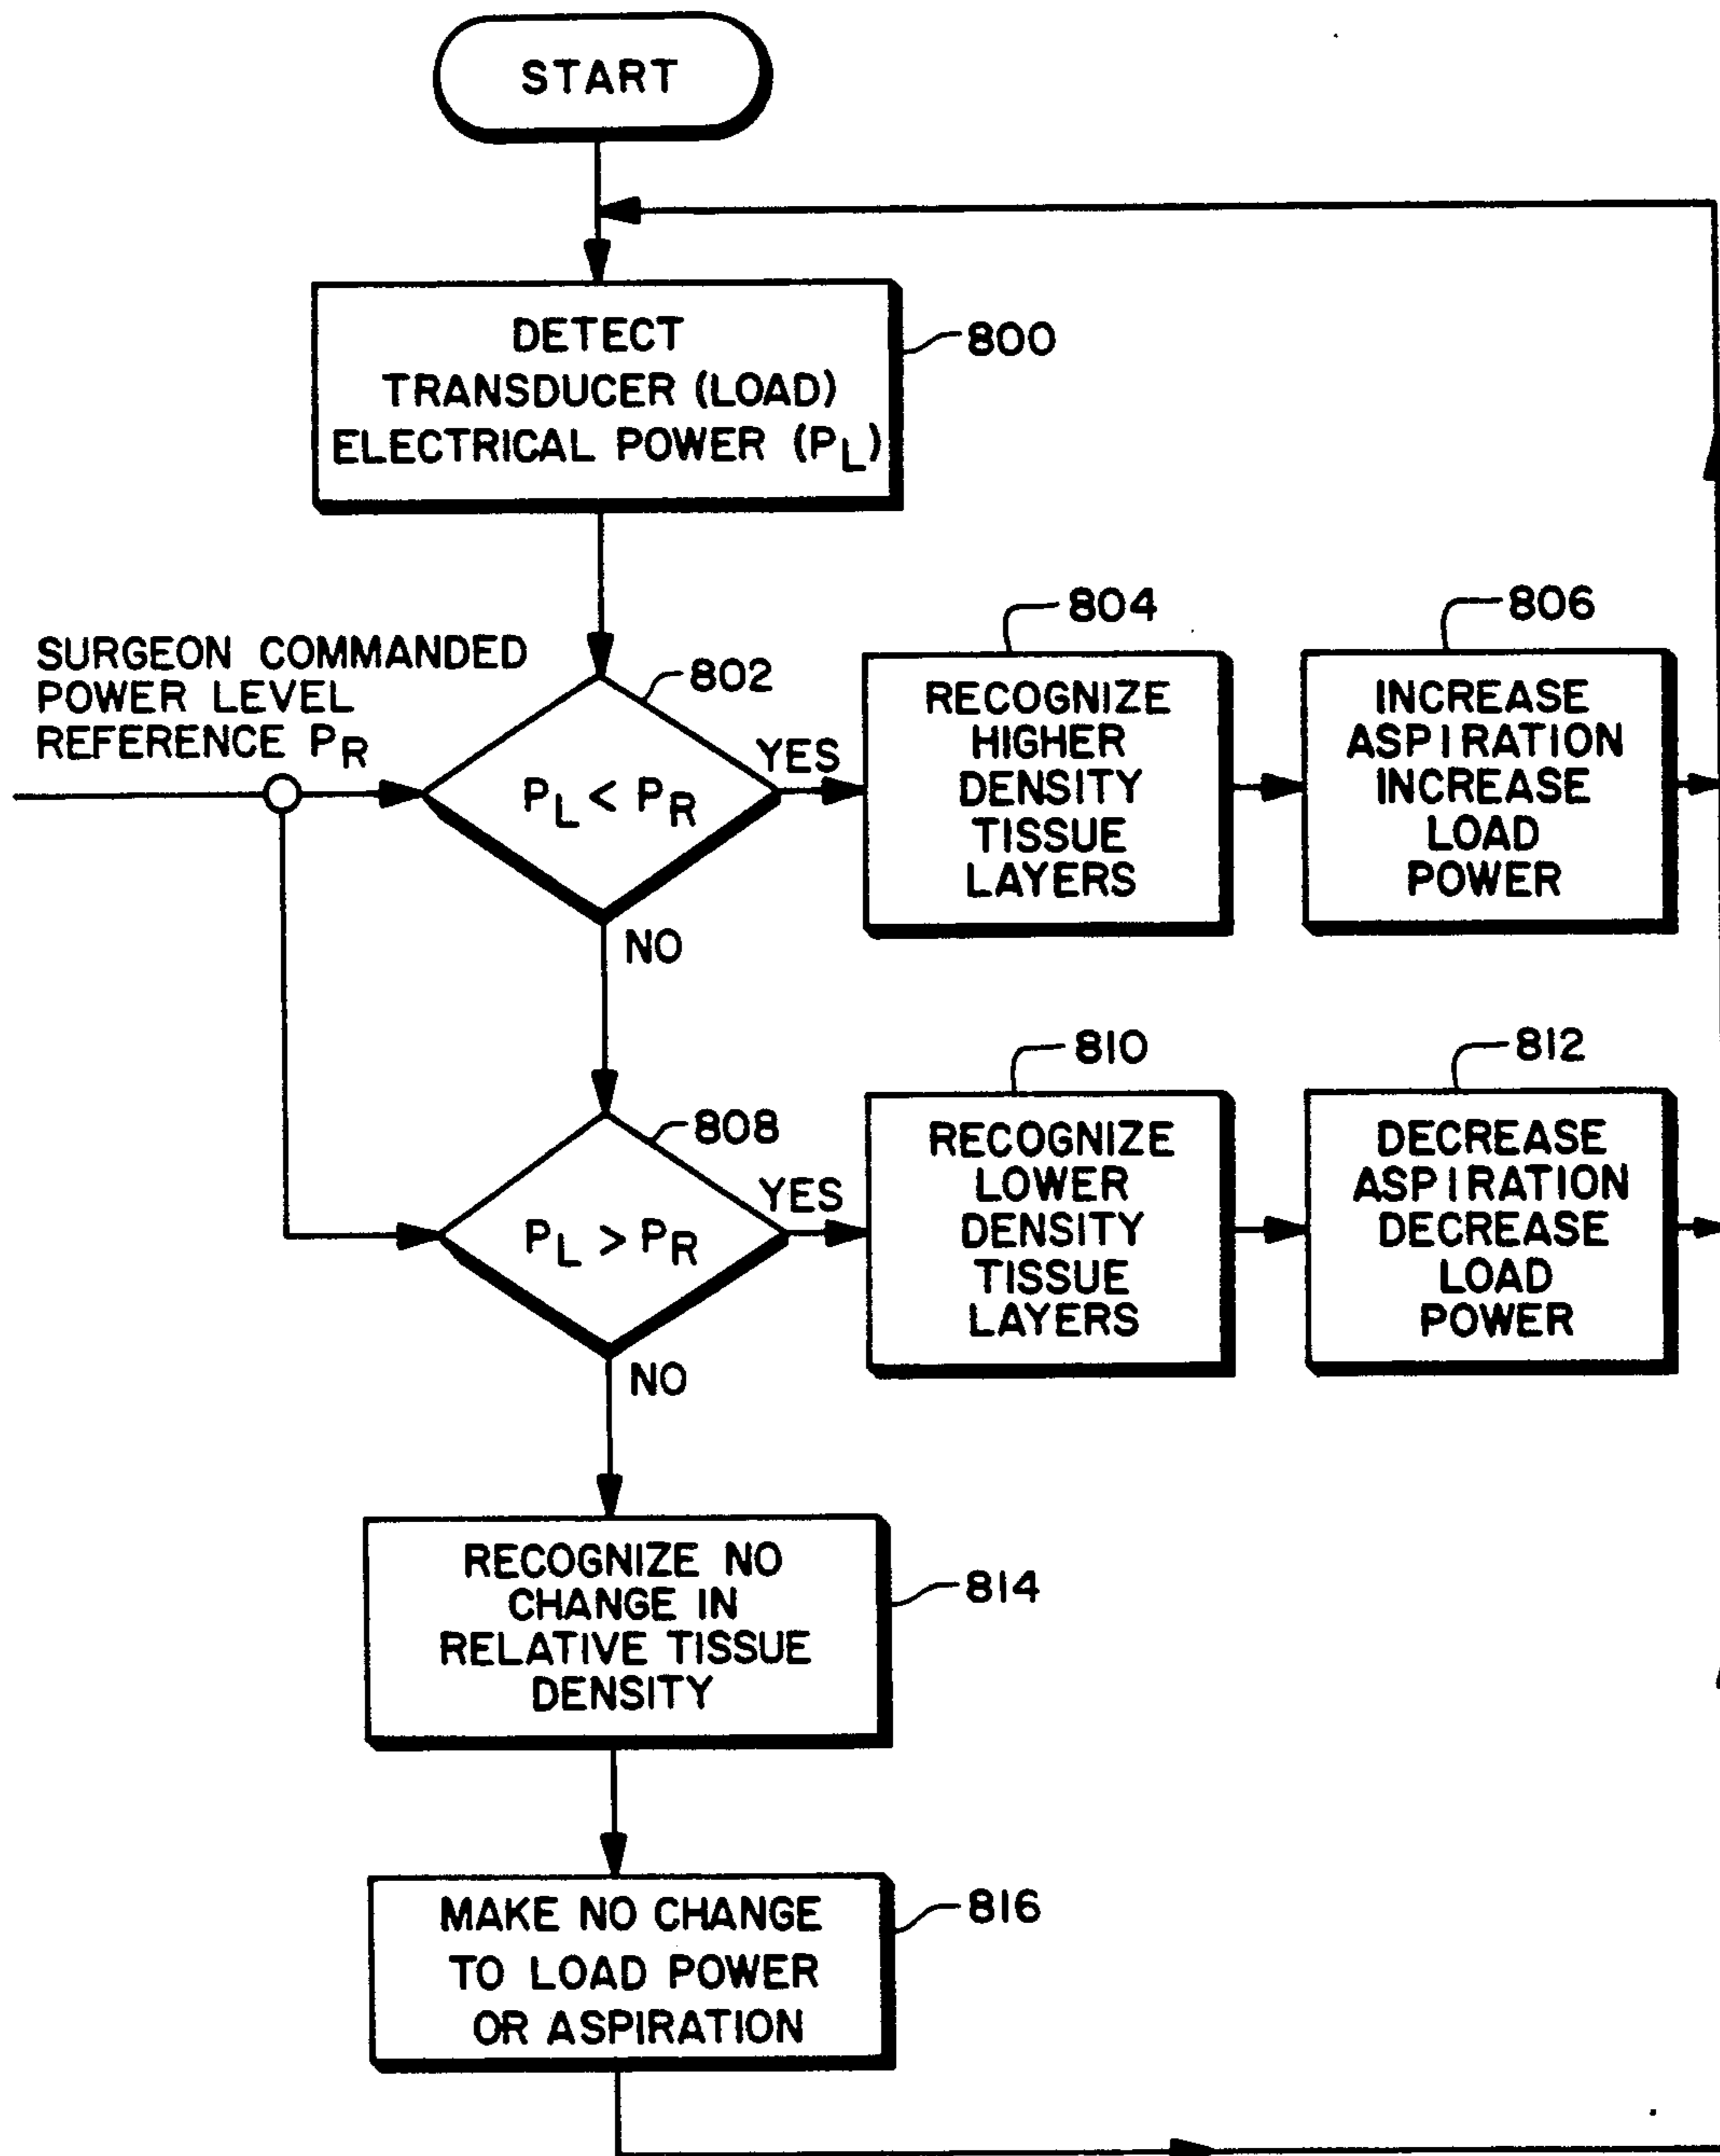 START
DETECT
TRANSDUCER (LOAD)
ELECTRICAL POWER (PL)
800
SURGEON COMMANDED
POWER LEVEL
REFERENCE PR
802
PL < PR
YES
NO
804
RECOGNIZE
HIGHER
DENSITY
TISSUE
LAYERS
806
INCREASE
ASPIRATION
INCREASE
LOAD
POWER
808
PL > PR
YES
NO
810
RECOGNIZE
LOWER
DENSITY
TISSUE
LAYERS
812
DECREASE
ASPIRATION
DECREASE
LOAD
POWER
RECOGNIZE NO
CHANGE IN
RELATIVE TISSUE
DENSITY
814
MAKE NO CHANGE
TO LOAD POWER
OR ASPIRATION
816